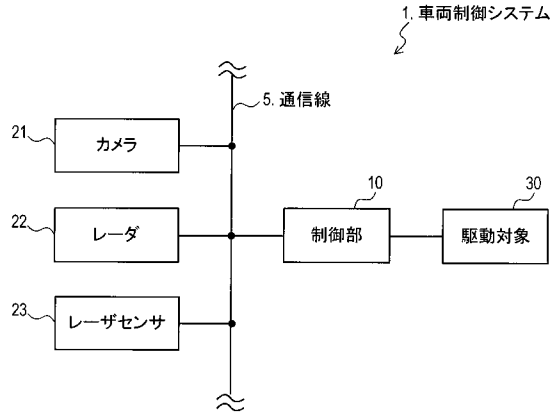 1. 車両制御システム
5. 通信線
21
カメラ
10
30
22
レーダ
制御部
駆動対象
23
レーザセンサ